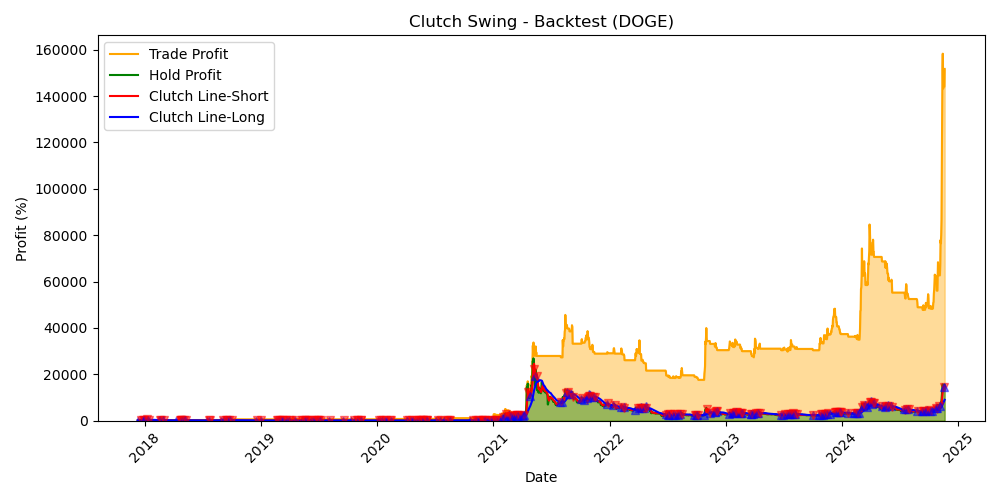 Clutch Swing - Backtest (DOGE)
Trade Profit
Hold Profit
Clutch Line-Short
Clutch Line-Long
Profit (%)
160000
140000
120000
100000
80000
60000
40000
20000
0
2018
2019
2020
2021
2022
2023
2024
2025
Date